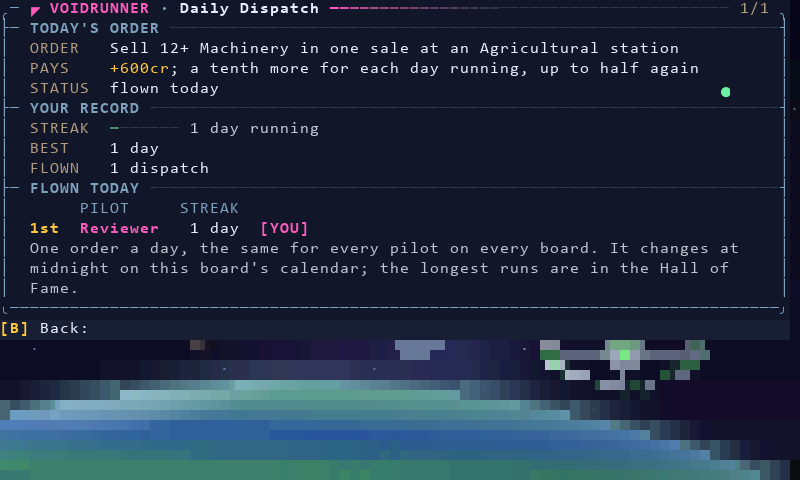 VOIDRUNNER · Daily Dispatch 1/1
TODAY'S ORDER
ORDER Sell 12+ Machinery in one sale at an Agricultural station
PAYS +600cr; a tenth more for each day running, up to half again
STATUS flown today
YOUR RECORD
STREAK 1 day running
BEST 1 day
FLOWN 1 dispatch
FLOWN TODAY
PILOT STREAK
1st Reviewer 1 day [YOU]
One order a day, the same for every pilot on every board. It changes at
midnight on this board's calendar; the longest runs are in the Hall of
Fame.
[B] Back: